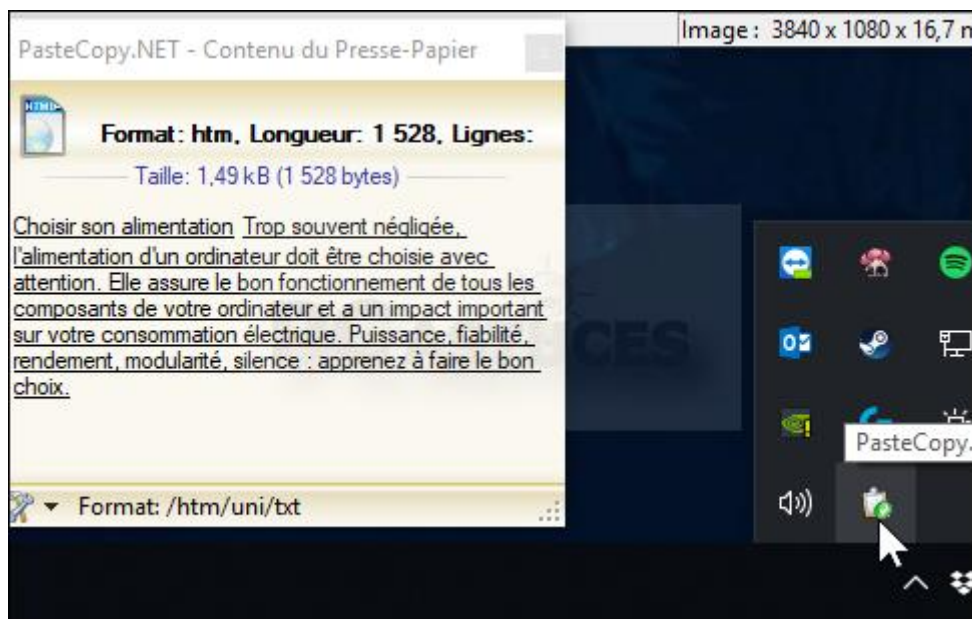 PasteCopy.NET - Contenu du Presse-Papier
Image : 3840 x 1080 x 16,7 m
HTML
Format: htm, Longueur: 1 528, Lignes:
Taille: 1,49 kB (1 528 bytes)
Choisir son alimentation Trop souvent négligée,
l'alimentation d'un ordinateur doit être choisie avec
attention. Elle assure le bon fonctionnement de tous les
composants de votre ordinateur et a un impact important
sur votre consommation électrique. Puissance, fiabilité,
rendement, modularité, silence : apprenez à faire le bon
choix.
PasteCopy.
Format: /htm/uni/txt